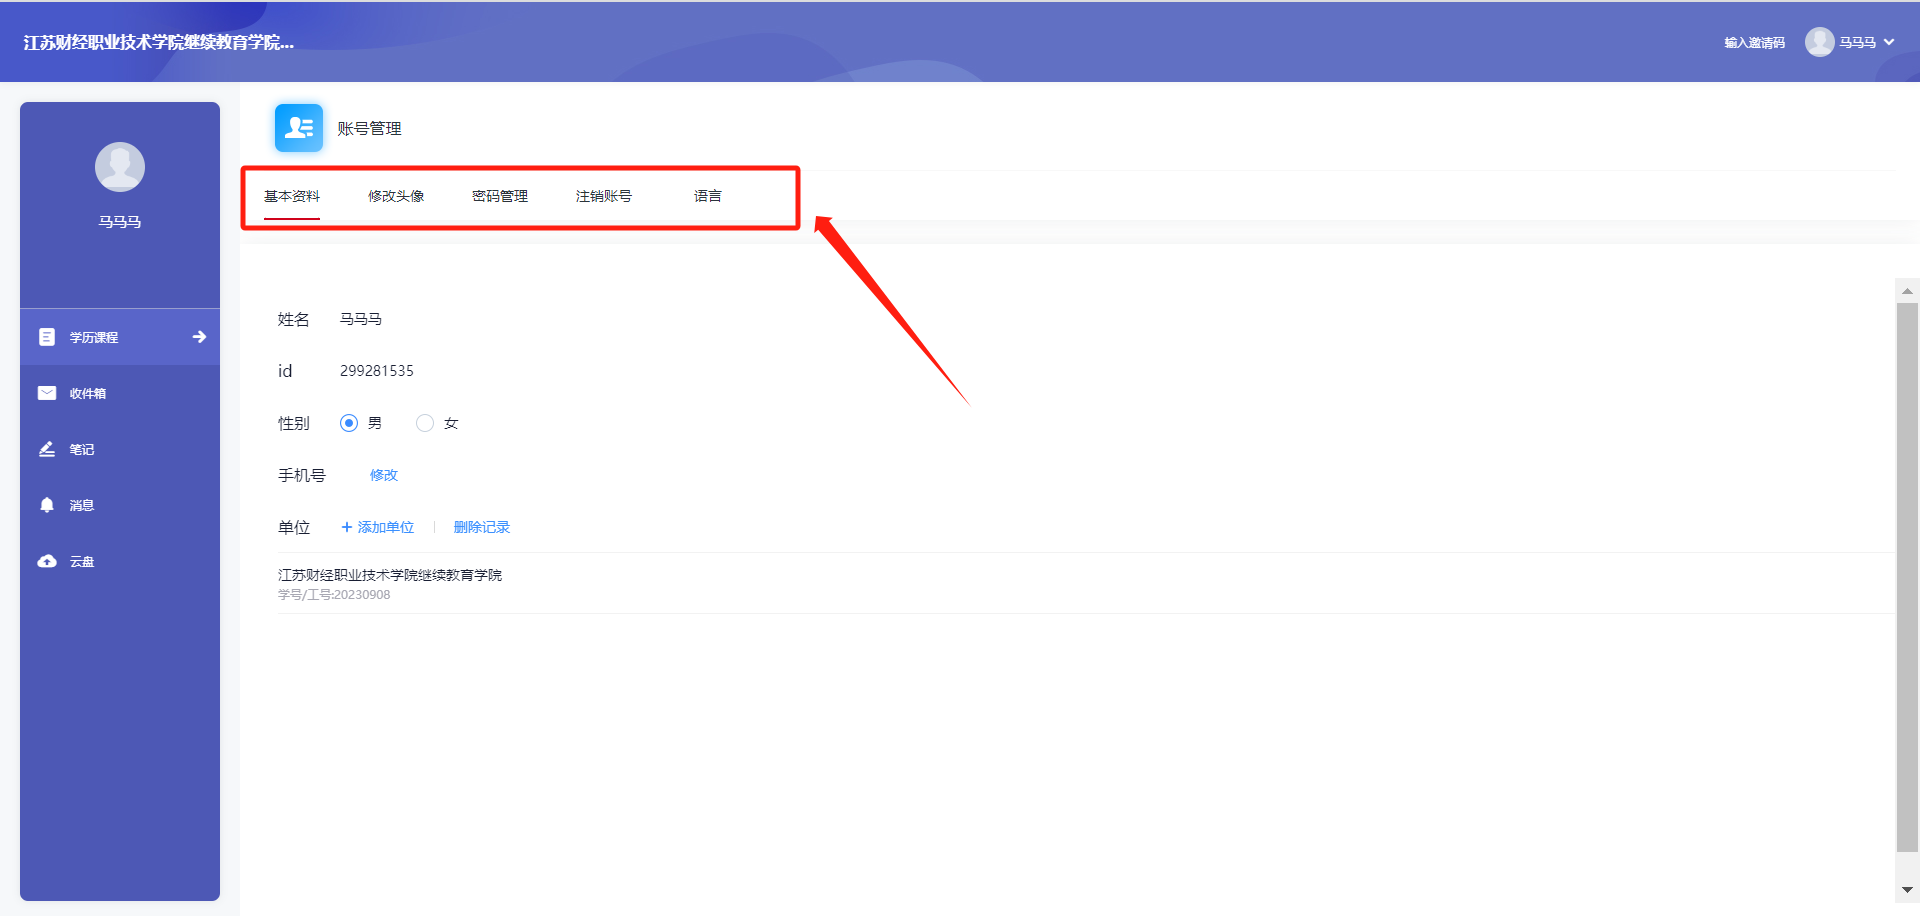 江苏财经职业技术学院继续教育学院...
输入邀请码 马马马
马马马
学历课程
收件箱
笔记
消息
云盘
账号管理
基本资料 修改头像 密码管理 注销账号 语言
姓名 马马马
id 299281535
性别 男 女
手机号 修改
单位 + 添加单位 删除记录
江苏财经职业技术学院继续教育学院
学号/工号:20230908